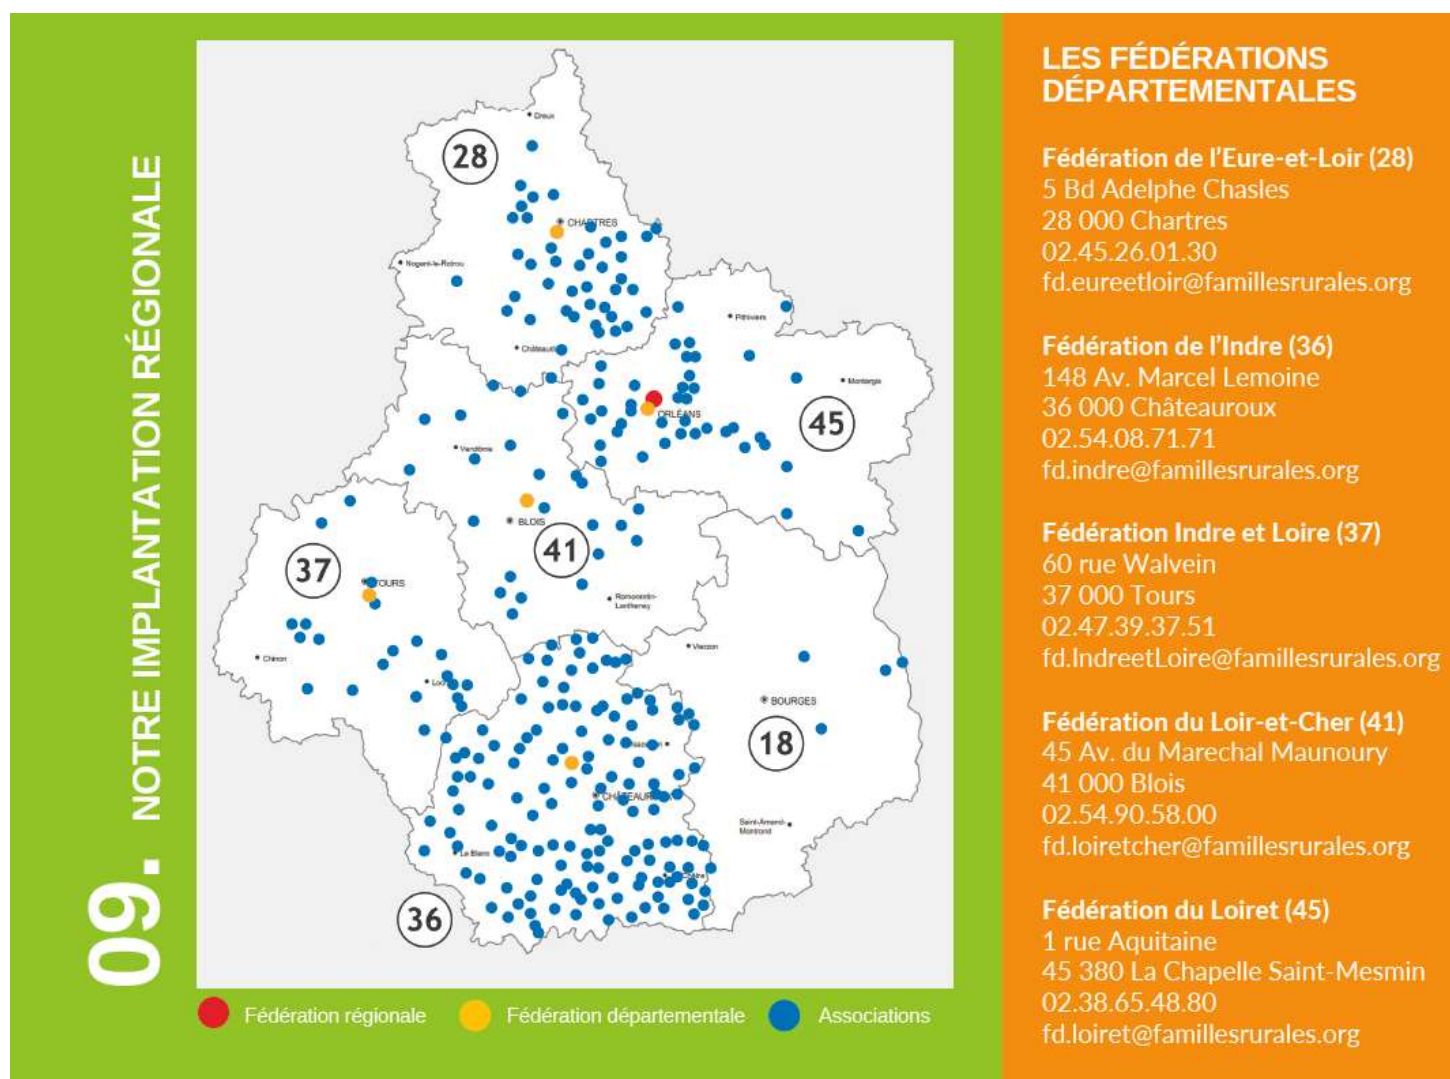 09. NOTRE IMPLANTATION RÉGIONALE
28
Dreux
CHARTRES
Nogent-le-Rotrou
Pithiviers
Montargis
ORLÉANS
45
Vendôme
BLOIS
41
37
TOURS
Romorantin-
Lanthenay
Chinon
Vierzon
BOURGES
18
Saint-Amand-
Montrond
Le Blanc
36
Fédération régionale
Fédération départementale
Associations
LES FÉDÉRATIONS
DÉPARTEMENTALES
Fédération de l'Eure-et-Loir (28)
5 Bd Adelphe Chasles
28 000 Chartres
02.45.26.01.30
fd.eureetloir@famillesrurales.org
Fédération de l'Indre (36)
148 Av. Marcel Lemoine
36 000 Châteauroux
02.54.08.71.71
fd.indre@famillesrurales.org
Fédération Indre et Loire (37)
60 rue Walvein
37 000 Tours
02.47.39.37.51
fd.IndreetLoire@famillesrurales.org
Fédération du Loir-et-Cher (41)
45 Av. du Marechal Maunoury
41 000 Blois
02.54.90.58.00
fd.loiretcher@famillesrurales.org
Fédération du Loiret (45)
1 rue Aquitaine
45 380 La Chapelle Saint-Mesmin
02.38.65.48.80
fd.loiret@famillesrurales.org